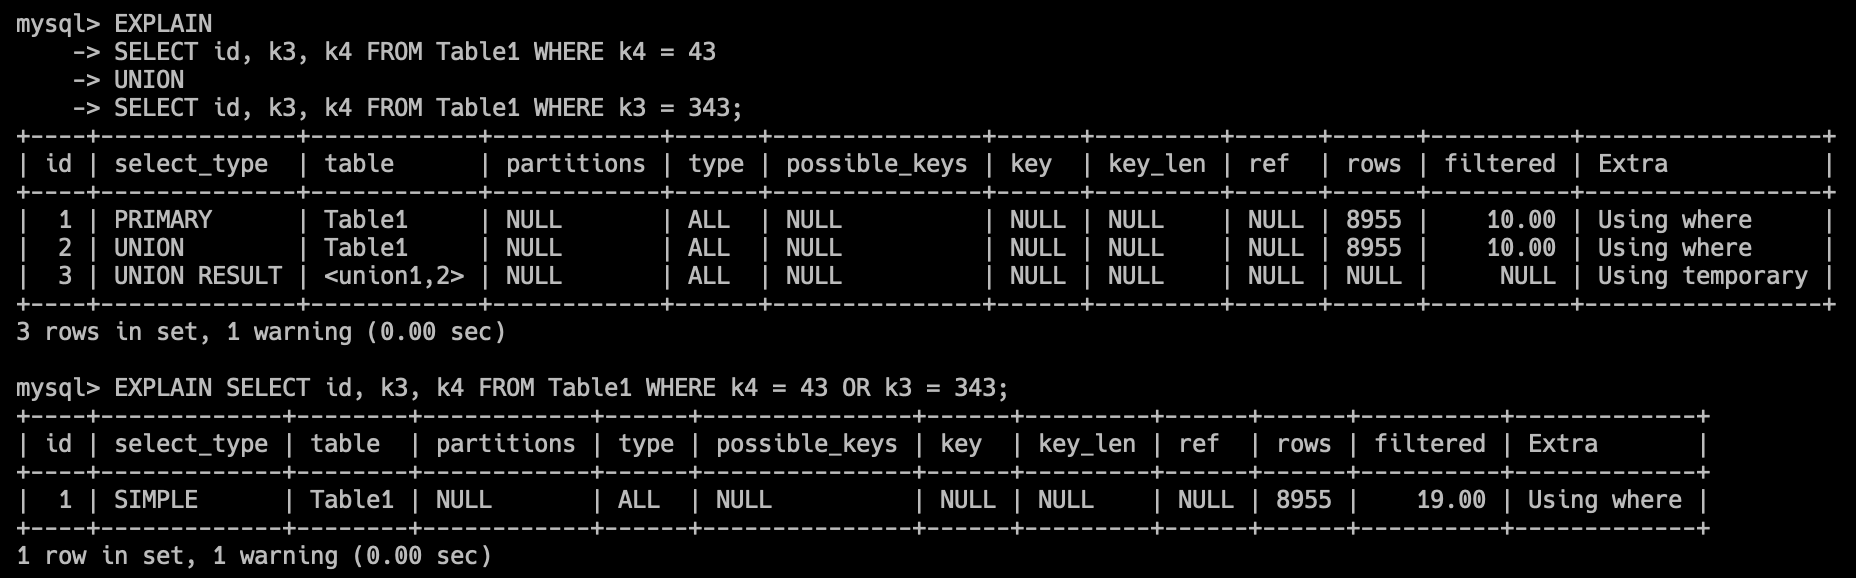 mysql> EXPLAIN
    -> SELECT id, k3, k4 FROM Table1 WHERE k4 = 43
    -> UNION
    -> SELECT id, k3, k4 FROM Table1 WHERE k3 = 343;
+----+--------------+------------+------------+------+---------------+------+---------+------+------+----------+-----------------+
| id | select_type  | table      | partitions | type | possible_keys | key  | key_len | ref  | rows | filtered | Extra           |
+----+--------------+------------+------------+------+---------------+------+---------+------+------+----------+-----------------+
|  1 | PRIMARY      | Table1     | NULL       | ALL  | NULL          | NULL | NULL    | NULL | 8955 |    10.00 | Using where     |
|  2 | UNION        | Table1     | NULL       | ALL  | NULL          | NULL | NULL    | NULL | 8955 |    10.00 | Using where     |
|  3 | UNION RESULT | <union1,2> | NULL       | ALL  | NULL          | NULL | NULL    | NULL | NULL |     NULL | Using temporary |
+----+--------------+------------+------------+------+---------------+------+---------+------+------+----------+-----------------+
3 rows in set, 1 warning (0.00 sec)

mysql> EXPLAIN SELECT id, k3, k4 FROM Table1 WHERE k4 = 43 OR k3 = 343;
+----+-------------+--------+------------+------+---------------+------+---------+------+------+----------+-------------+
| id | select_type | table  | partitions | type | possible_keys | key  | key_len | ref  | rows | filtered | Extra       |
+----+-------------+--------+------------+------+---------------+------+---------+------+------+----------+-------------+
|  1 | SIMPLE      | Table1 | NULL       | ALL  | NULL          | NULL | NULL    | NULL | 8955 |    19.00 | Using where |
+----+-------------+--------+------------+------+---------------+------+---------+------+------+----------+-------------+
1 row in set, 1 warning (0.00 sec)